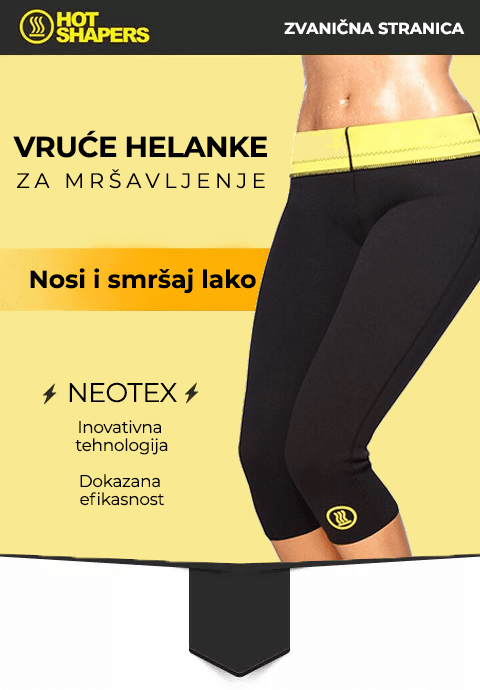 HOT
SHAPERS
ZVANIČNA STRANICA
VRUĆE HELANKE
ZA MRŠAVLJENJE
Nosi i smršaj lako
NEOTEX
Inovativna
tehnologija
Dokazana
efikasnost